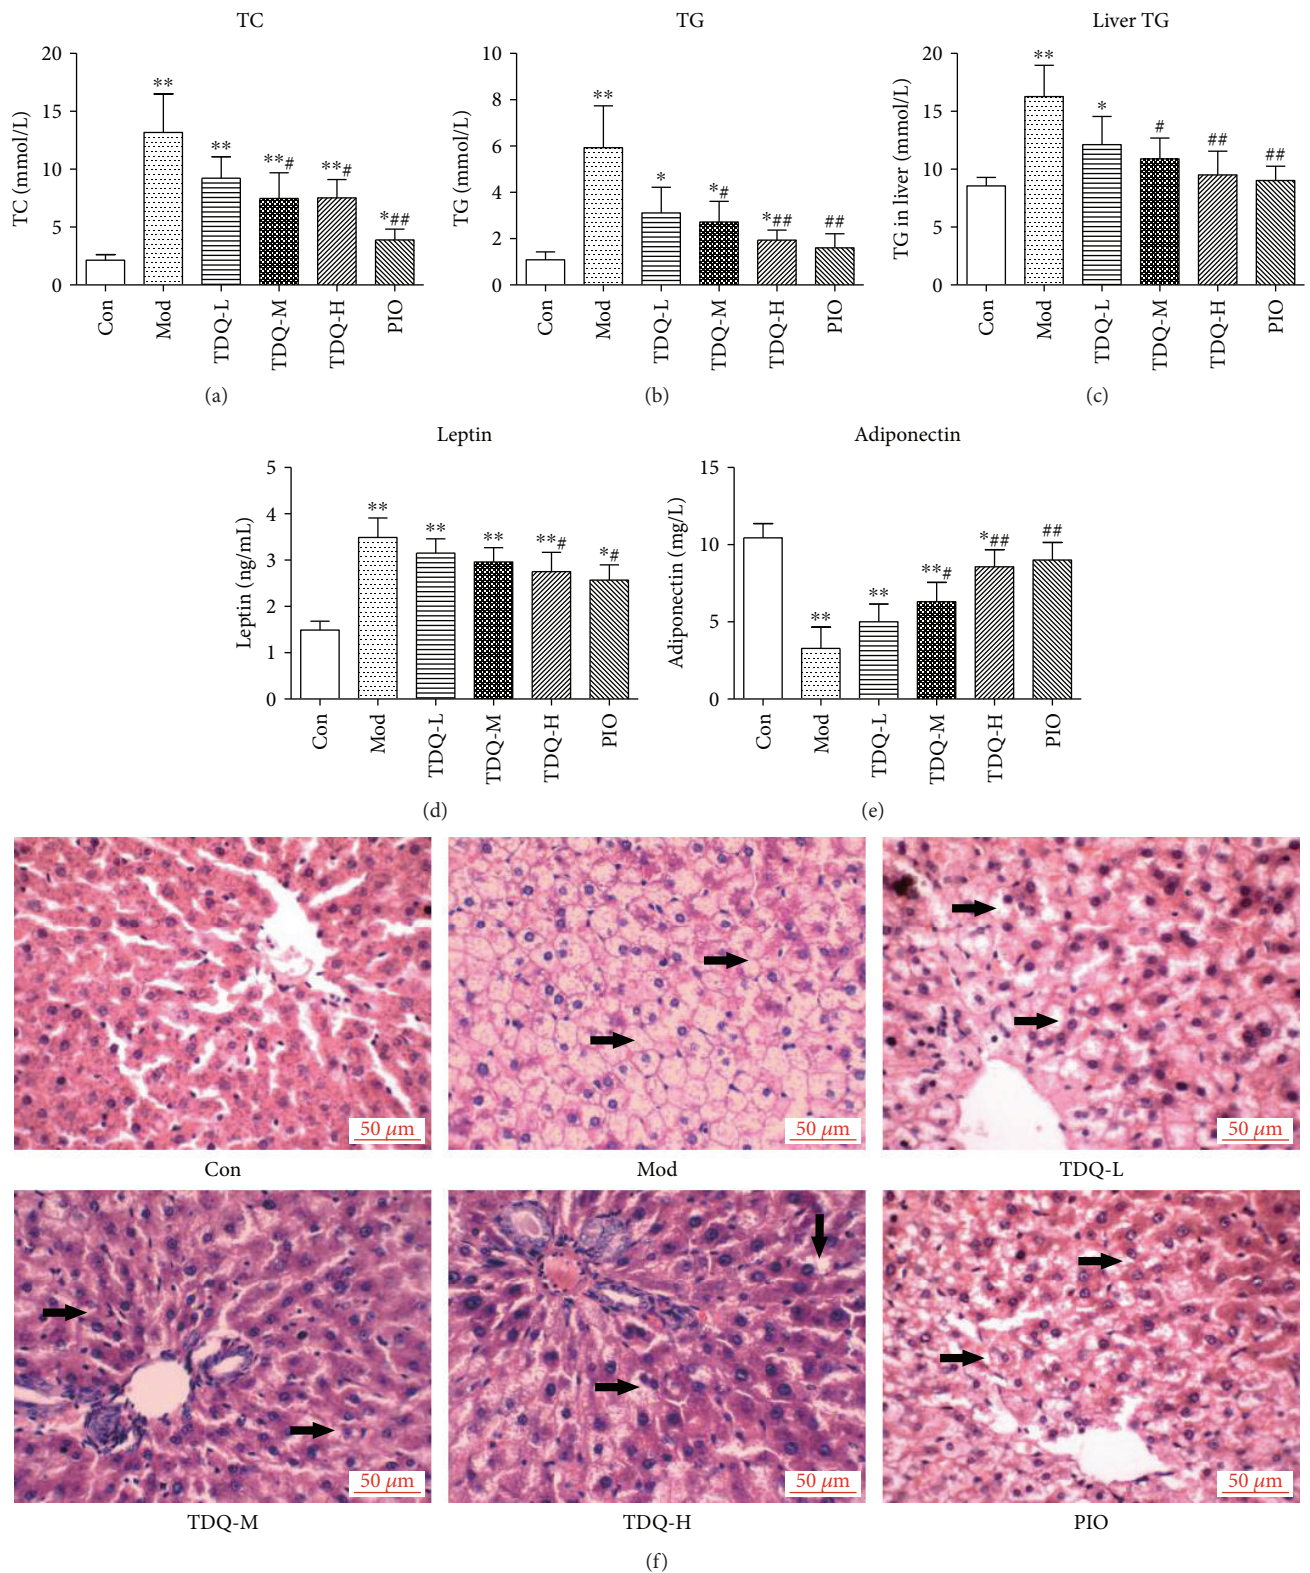 TC
TC (mmol/L)
20
15
10
5
0
**
**
**#
**#
*##
Con
Mod
TDQ-L
TDQ-M
TDQ-H
PIO
(a)
TG
TG (mmol/L)
10
8
6
4
2
0
**
*
*#
*##
##
Con
Mod
TDQ-L
TDQ-M
TDQ-H
PIO
(b)
Liver TG
TG in liver (mmol/L)
20
15
10
5
0
**
*
#
##
##
Con
Mod
TDQ-L
TDQ-M
TDQ-H
PIO
(c)
Leptin
Leptin (ng/mL)
5
4
3
2
1
0
**
**
**
**#
*#
Con
Mod
TDQ-L
TDQ-M
TDQ-H
PIO
(d)
Adiponectin
Adiponectin (mg/L)
15
10
5
0
**
**
**#
*##
##
Con
Mod
TDQ-L
TDQ-M
TDQ-H
PIO
(e)
50 µm
50 µm
50 µm
Con
Mod
TDQ-L
50 µm
50 µm
50 µm
TDQ-M
TDQ-H
PIO
(f)